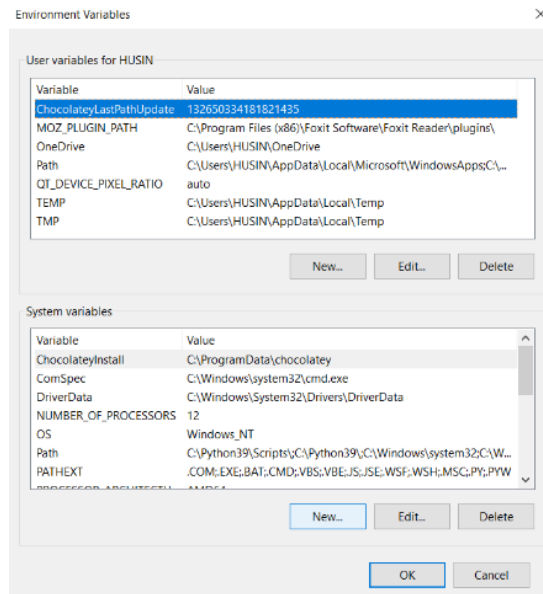 Environment Variables
User variables for HUSIN
Variable Value
ChocolateyLastPathUpdate 132650334181821435
MOZ_PLUGIN_PATH C:\Program Files (x86)\Foxit Software\Foxit Reader\plugins\
OneDrive C:\Users\HUSIN\OneDrive
Path C:\Users\HUSIN\AppData\Local\Microsoft\WindowsApps;C:\...
QT_DEVICE_PIXEL_RATIO auto
TEMP C:\Users\HUSIN\AppData\Local\Temp
TMP C:\Users\HUSIN\AppData\Local\Temp
New... Edit... Delete
System variables
Variable Value
ChocolateyInstall C:\ProgramData\chocolatey
ComSpec C:\Windows\system32\cmd.exe
DriverData C:\Windows\System32\Drivers\DriverData
NUMBER_OF_PROCESSORS 12
OS Windows_NT
Path C:\Python39\Scripts\;C:\Python39\;C:\Windows\system32;C:\W...
PATHEXT .COM;.EXE;.BAT;.CMD;.VBS;.VBE;.JS;.JSE;.WSF;.WSH;.MSC;.PY;.PYW
New... Edit... Delete
OK Cancel